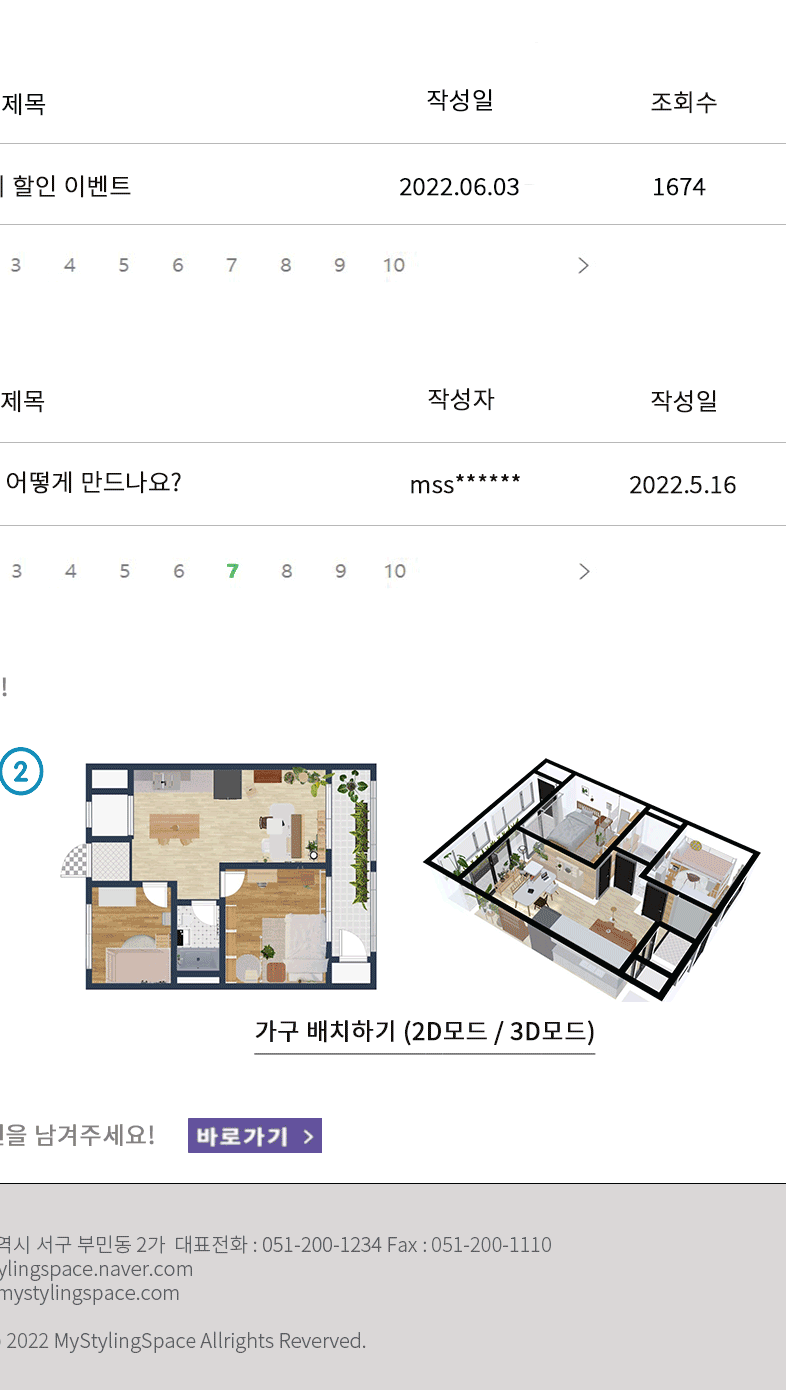 제목 작성일 조회수
할인 이벤트 2022.06.03 1674
3 4 5 6 7 8 9 10 >
제목 작성자 작성일
어떻게 만드나요? mss****** 2022.5.16
3 4 5 6 7 8 9 10 >
!
2
가구 배치하기 (2D모드 / 3D모드)
을 남겨주세요! 바로가기 >
역시 서구 부민동 2가 대표전화 : 051-200-1234 Fax : 051-200-1110
ylingspace.naver.com
mystylingspace.com
2022 MyStylingSpace Allrights Reverved.